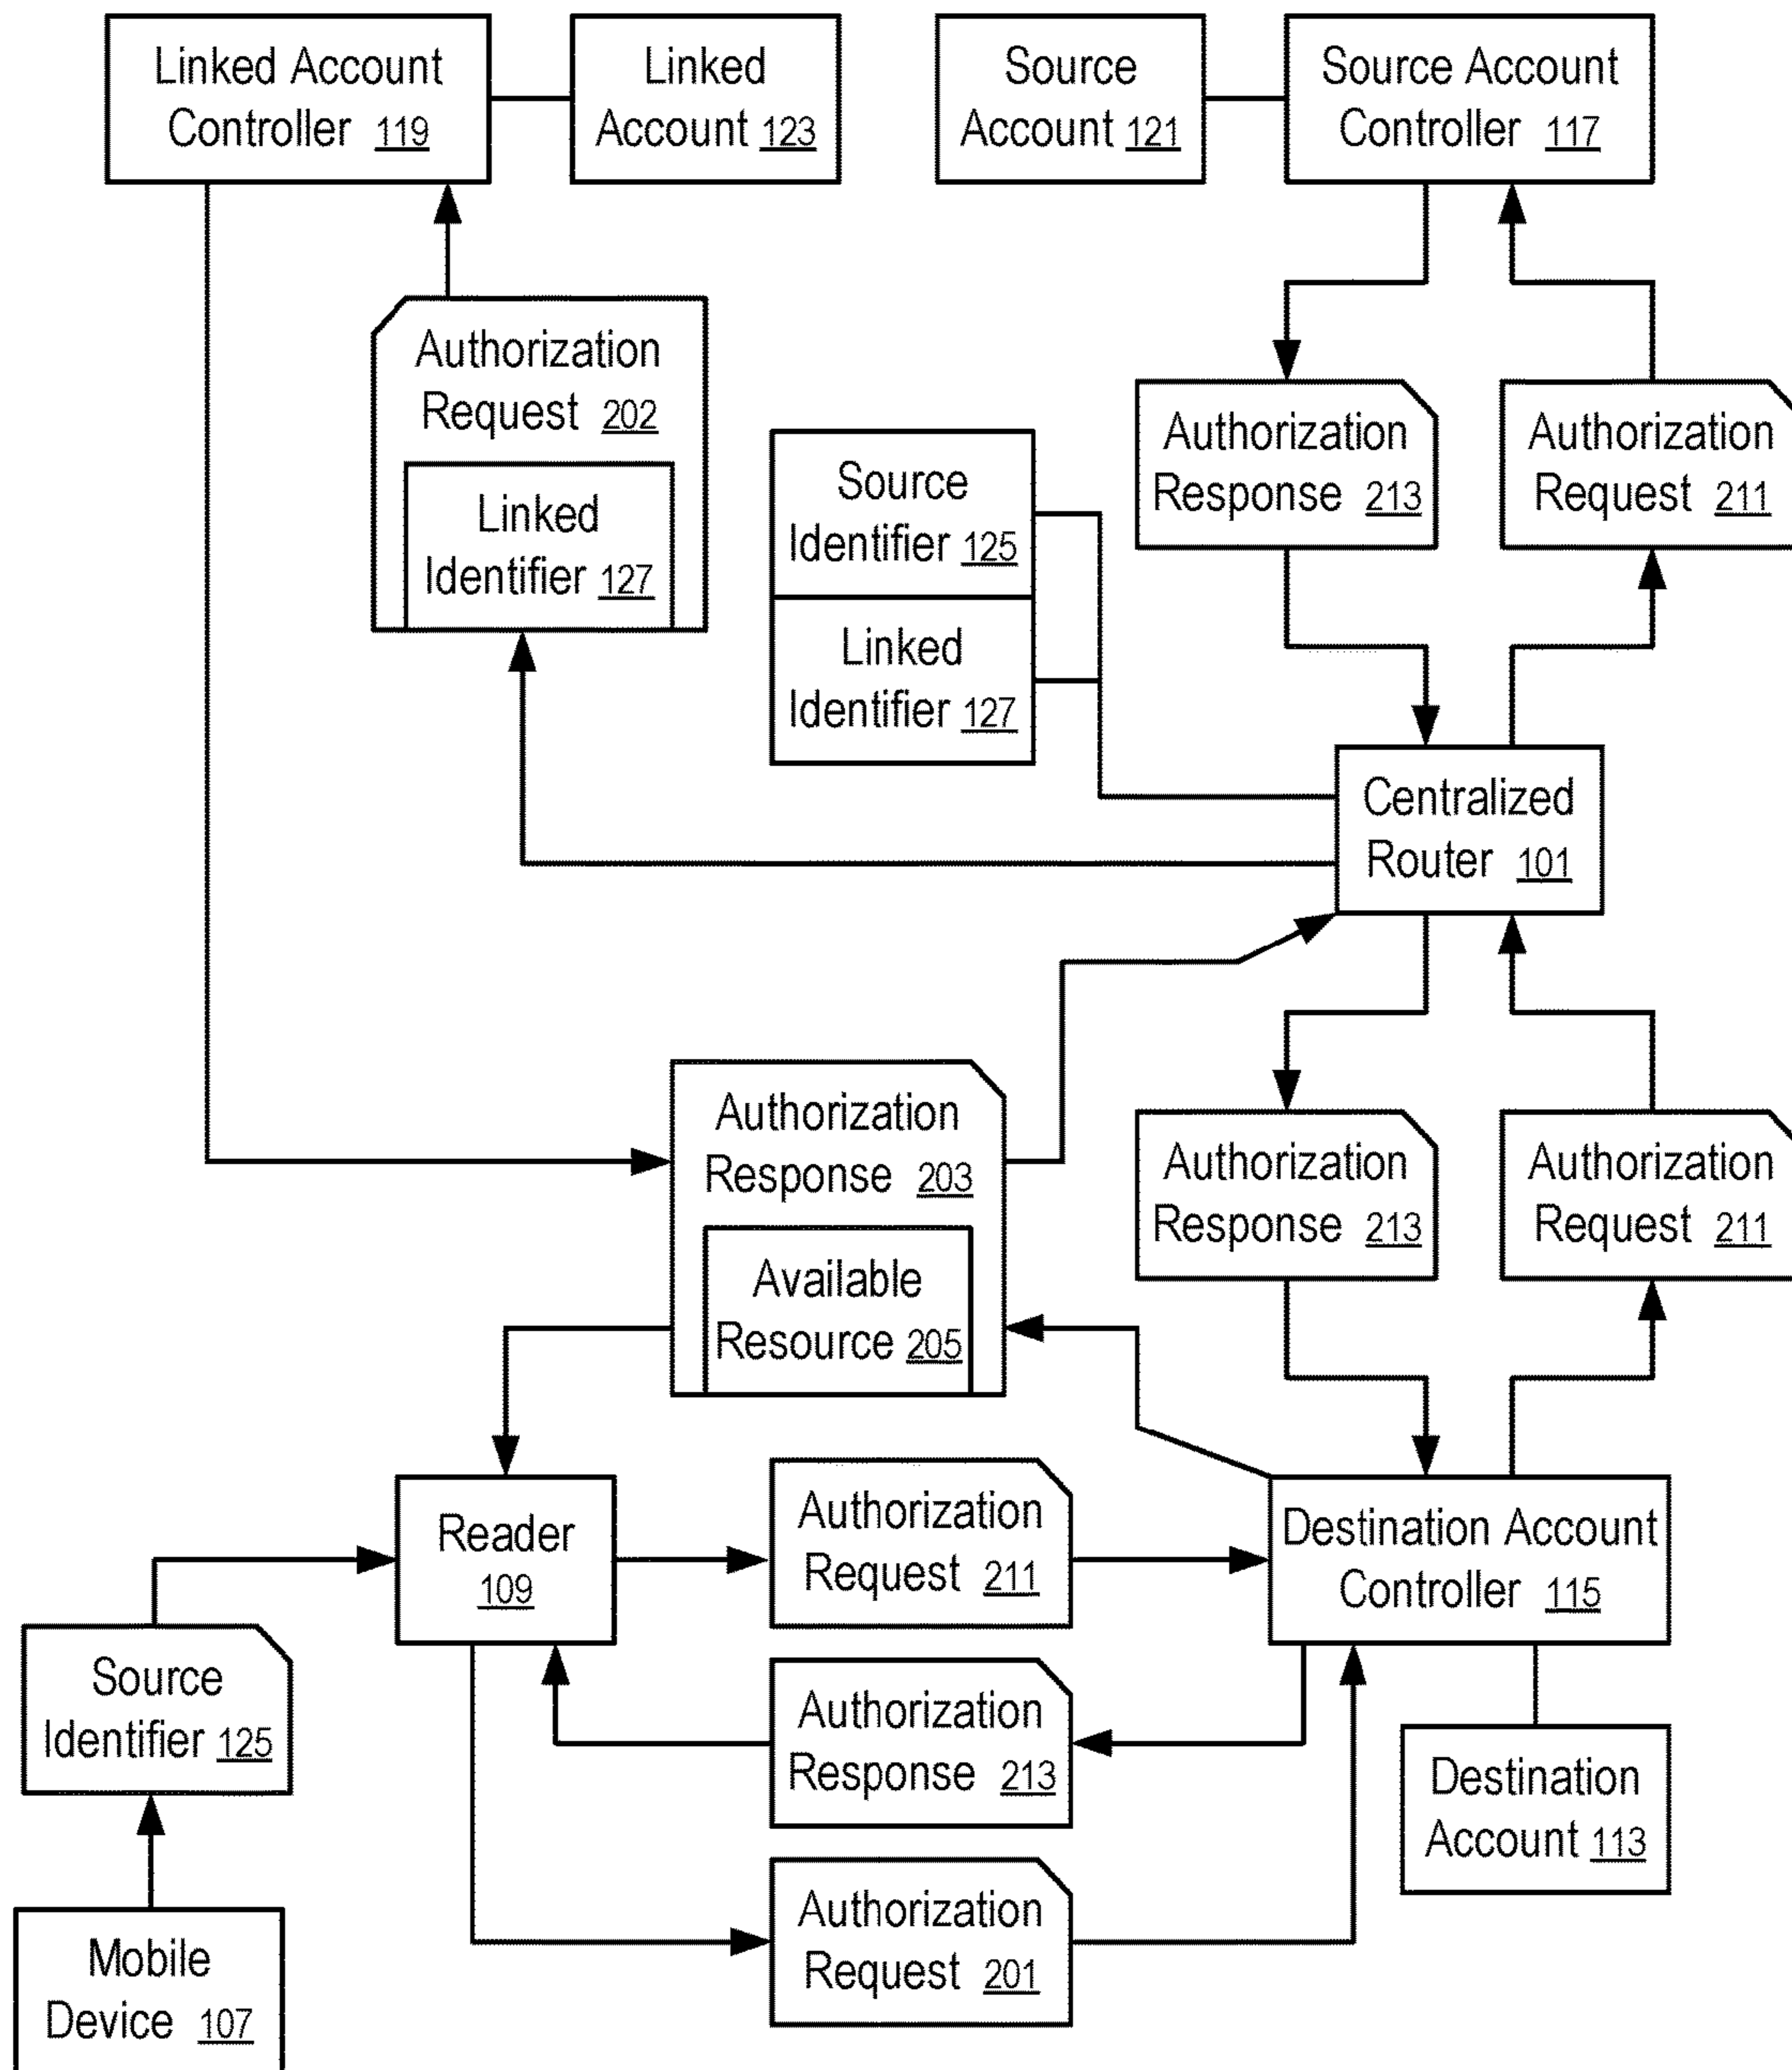 Linked Account
Controller 119
Linked
Account 123
Source
Account 121
Source Account
Controller 117
Authorization
Request 202
Linked
Identifier 127
Source
Identifier 125
Linked
Identifier 127
Authorization
Response 213
Authorization
Request 211
Centralized
Router 101
Authorization
Response 203
Available
Resource 205
Authorization
Response 213
Authorization
Request 211
Reader
109
Authorization
Request 211
Destination Account
Controller 115
Source
Identifier 125
Authorization
Response 213
Destination
Account 113
Authorization
Request 201
Mobile
Device 107